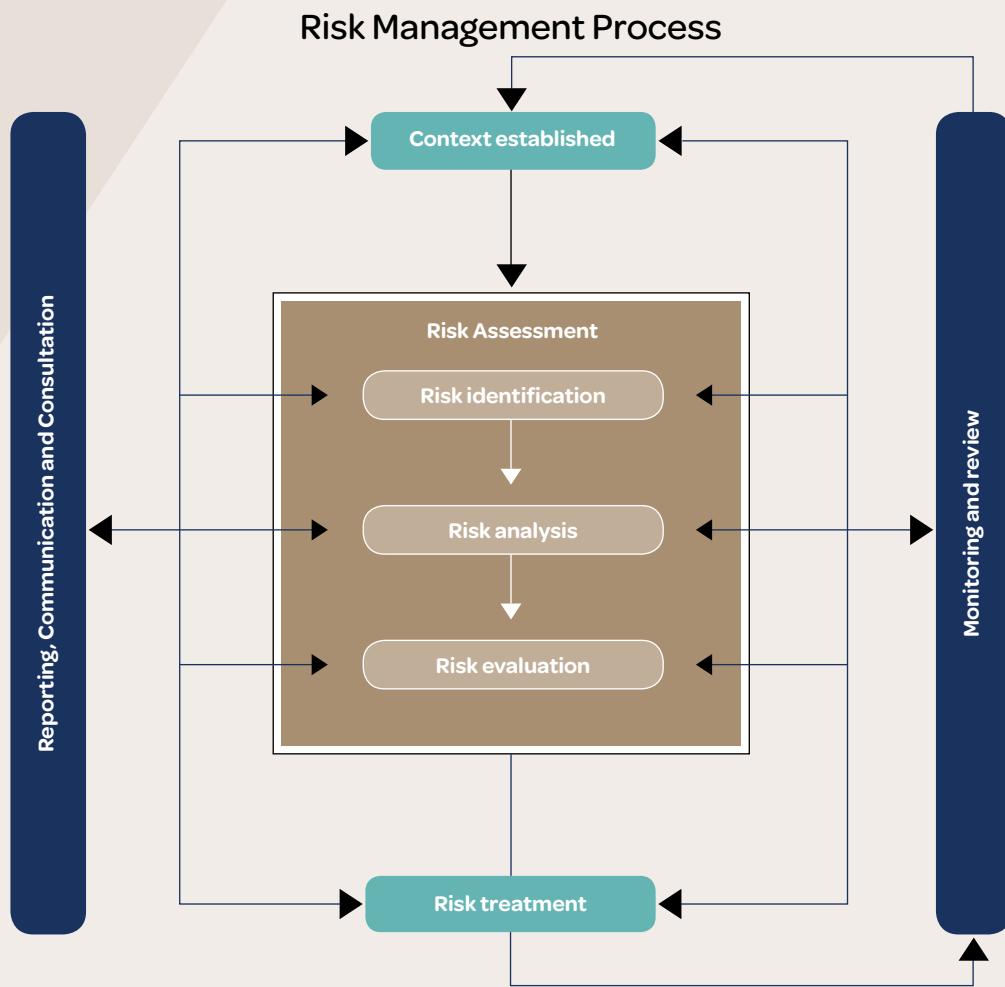 Risk Management Process
Context established
Reporting, Communication and Consultation
Risk Assessment
Risk identification
Risk analysis
Risk evaluation
Monitoring and review
Risk treatment